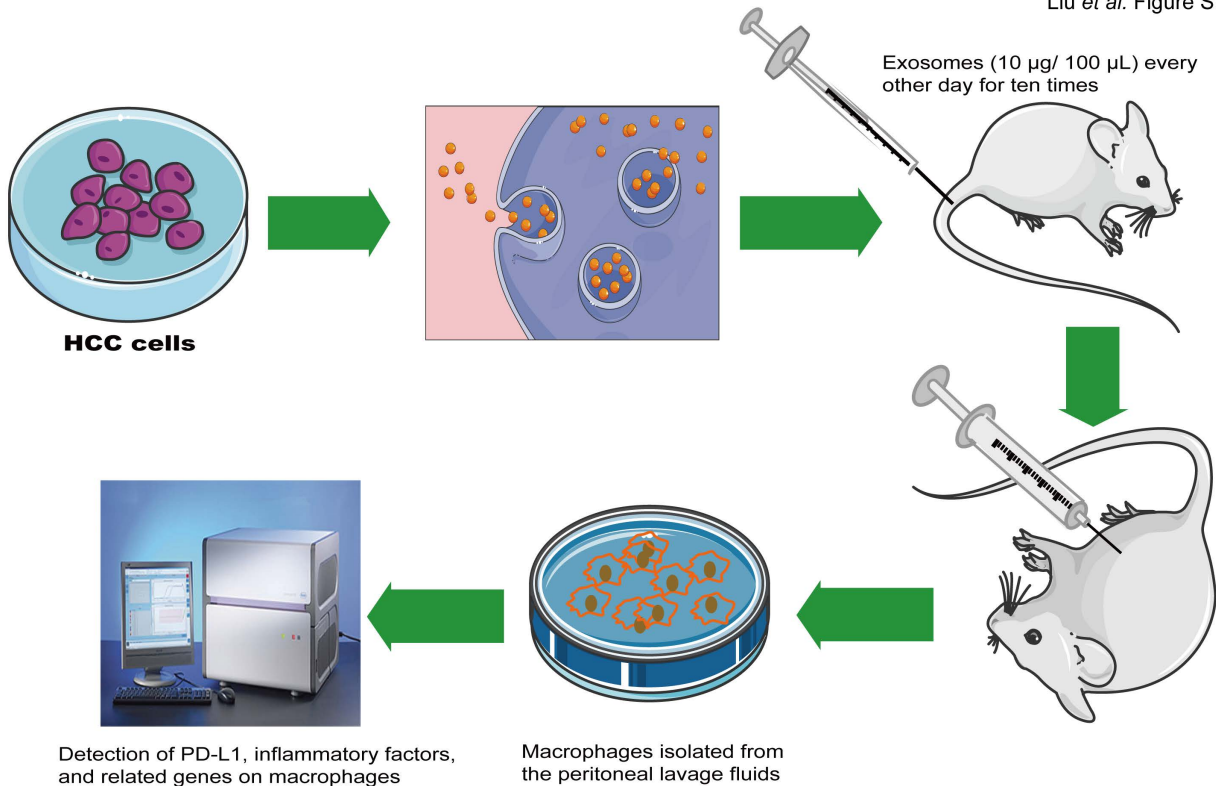 Liu et al. Figure S
Exosomes (10 µg/ 100 µL) every
other day for ten times
HCC cells
Detection of PD-L1, inflammatory factors,
and related genes on macrophages
Macrophages isolated from
the peritoneal lavage fluids